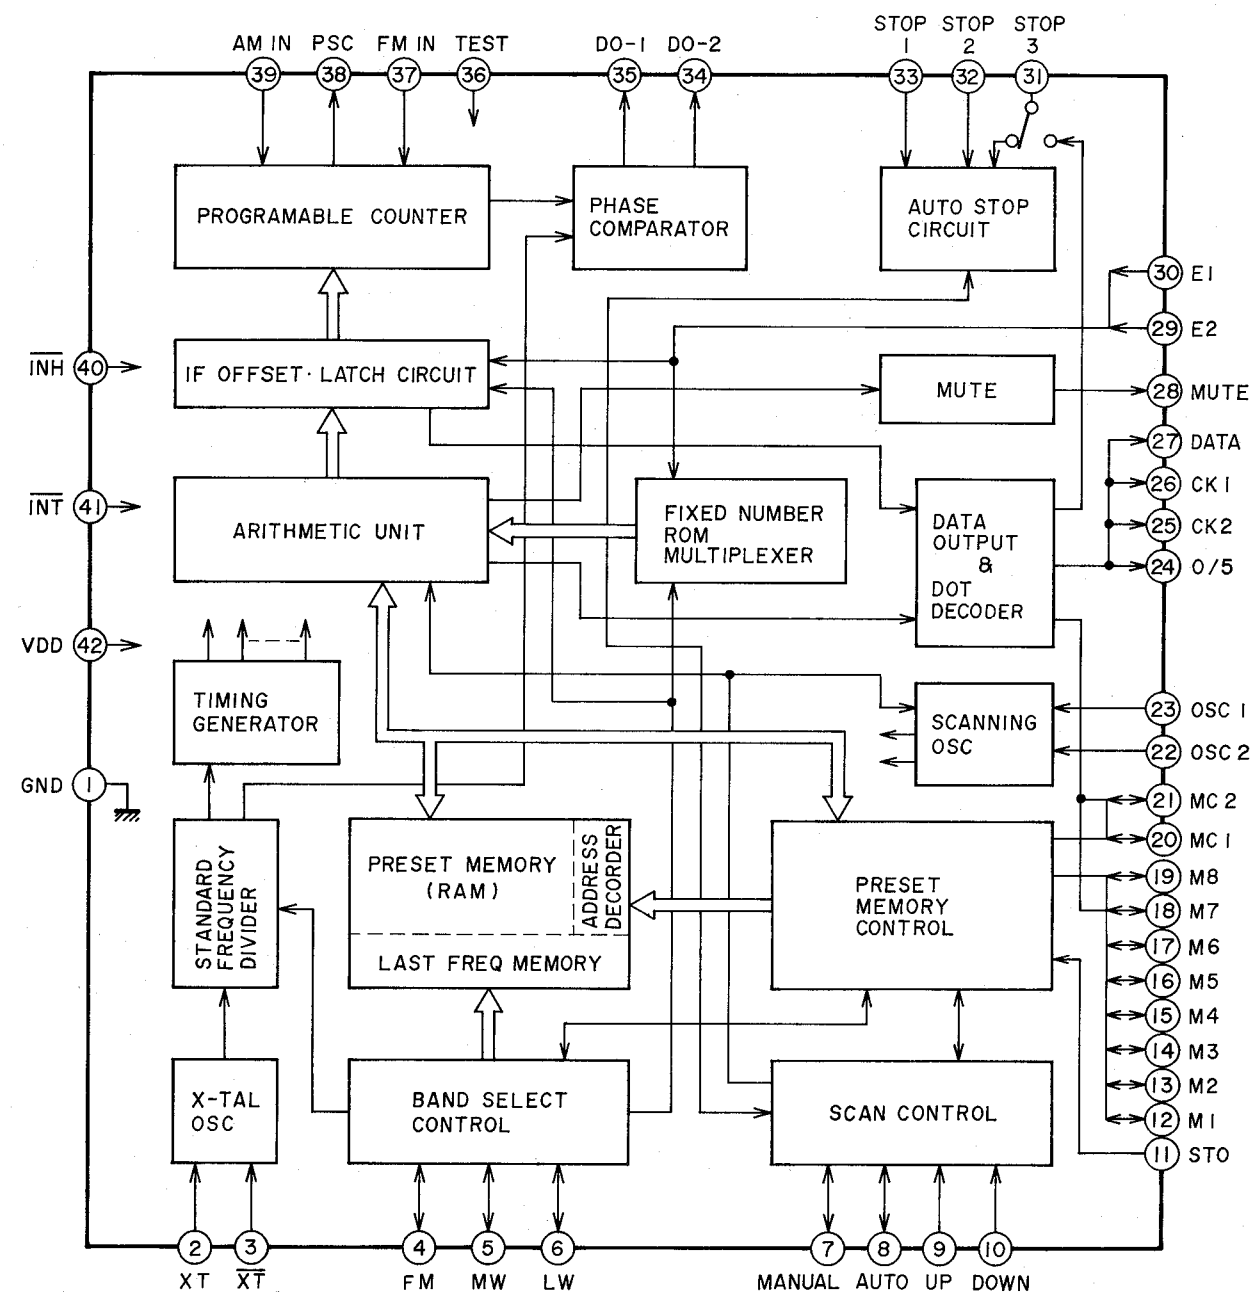 STOP STOP STOP
1 2 3
AM IN PSC FM IN TEST DO-1 DO-2
39 38 37 36 35 34 33 32 31
PROGRAMABLE COUNTER
PHASE
COMPARATOR
AUTO STOP
CIRCUIT
30 E1
29 E2
INH 40
IF OFFSET · LATCH CIRCUIT
MUTE
28 MUTE
27 DATA
26 CK1
25 CK2
24 0/5
INT 41
ARITHMETIC UNIT
FIXED NUMBER
ROM
MULTIPLEXER
DATA
OUTPUT
&
DOT
DECODER
VDD 42
TIMING
GENERATOR
SCANNING
OSC
23 OSC 1
22 OSC 2
GND 1
21 MC 2
20 MC 1
19 M8
18 M7
17 M6
16 M5
15 M4
14 M3
13 M2
12 M1
11 STO
STANDARD
FREQUENCY
DIVIDER
PRESET MEMORY
(RAM)
ADDRESS
DECORDER
LAST FREQ MEMORY
PRESET
MEMORY
CONTROL
X-TAL
OSC
BAND SELECT
CONTROL
SCAN CONTROL
2 3 4 5 6 7 8 9 10
XT XT FM MW LW MANUAL AUTO UP DOWN